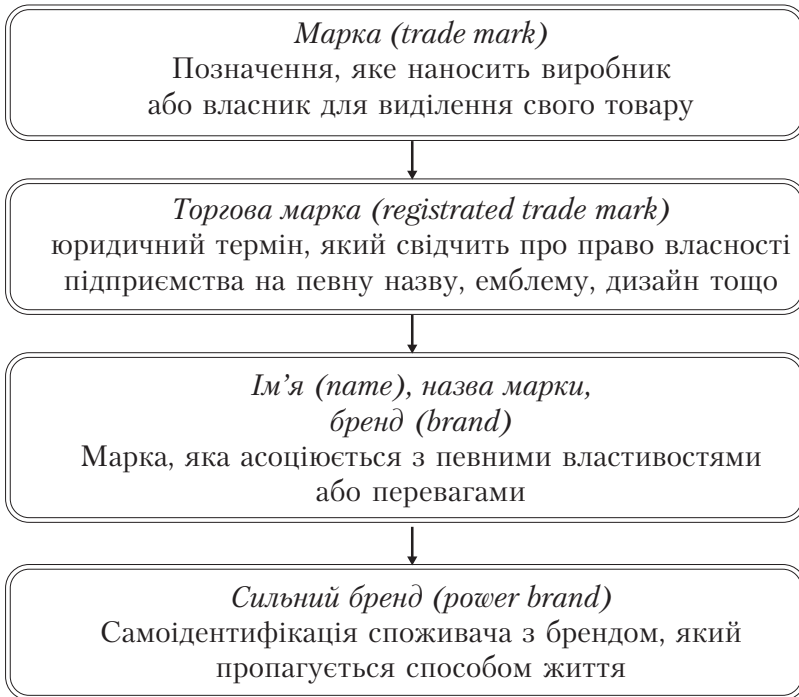 Марка (trade mark)
Позначення, яке наносить виробник
або власник для виділення свого товару
Торгова марка (registrated trade mark)
юридичний термін, який свідчить про право власності
підприємства на певну назву, емблему, дизайн тощо
Ім’я (name), назва марки,
бренд (brand)
Марка, яка асоціюється з певними властивостями
або перевагами
Сильний бренд (power brand)
Самоідентифікація споживача з брендом, який
пропагується способом життя